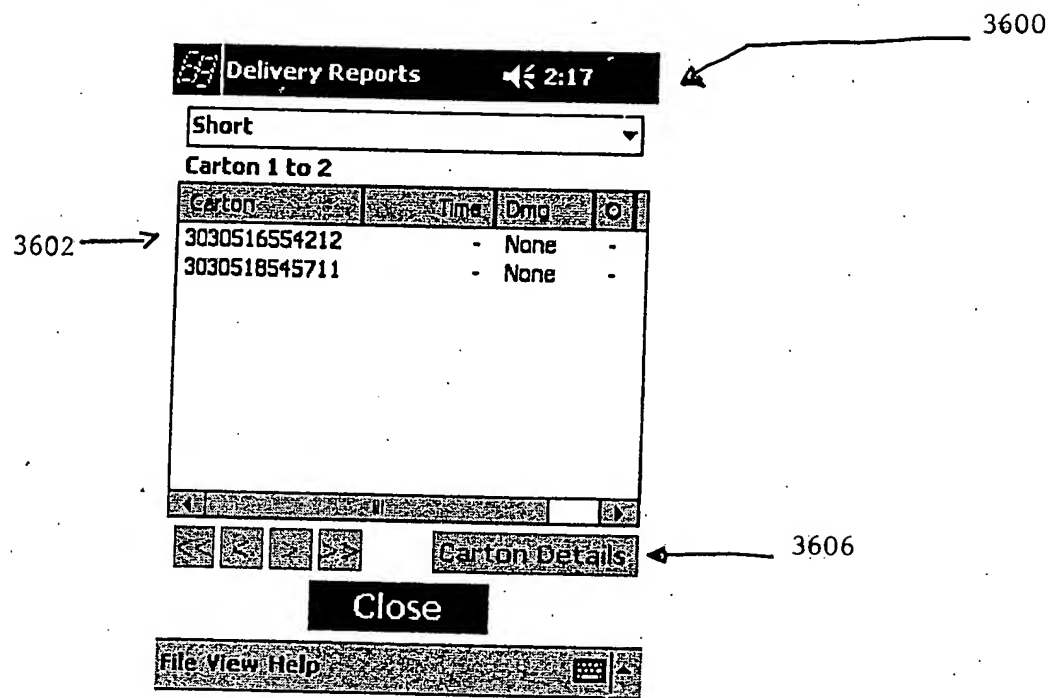 3600
Delivery Reports 2:17
Short
Carton 1 to 2
Carton Time Dmg O
3602
3030516554212 - None -
3030518545711 - None -
<< < > >> Carton Details
3606
Close
File View Help